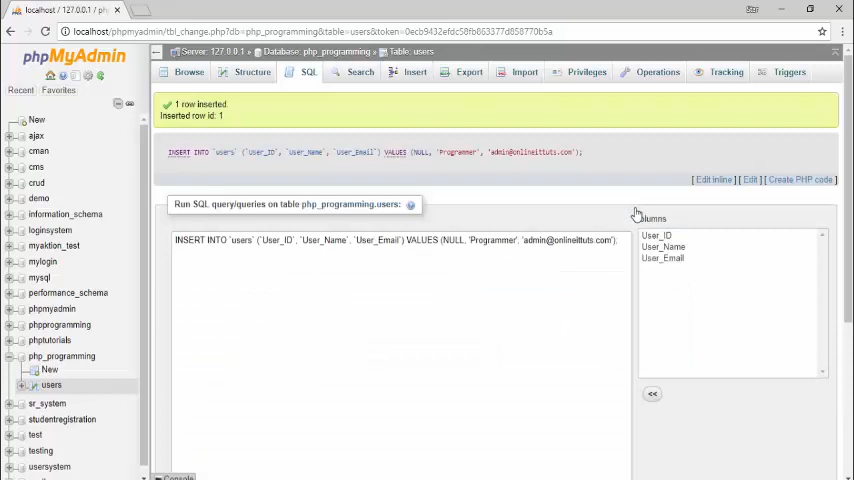 localhost / 127.0.0.1 / p
localhost/phpmyadmin/tbl_change.php?db=php_programming&table=users&token=0ecb9432efdc58fb863377d858770b5a
phpMyAdmin
Recent Favorites
New
ajax
cman
cms
crud
demo
information_schema
loginsystem
myaktion_test
mylogin
mysql
performance_schema
phpmyadmin
phpprogramming
phptutorials
php_programming
New
users
sr_system
studentregistration
test
testing
usersystem
Server: 127.0.0.1 » Database: php_programming » Table: users
Browse Structure SQL Search Insert Export Import Privileges Operations Tracking Triggers
1 row inserted.
Inserted row id: 1
INSERT INTO `users` (`User_ID`, `User_Name`, `User_Email`) VALUES (NULL, 'Programmer', 'admin@onlineittuts.com');
[ Edit inline ] [ Edit ] [ Create PHP code ]
Run SQL query/queries on table php_programming.users:
INSERT INTO `users` (`User_ID`, `User_Name`, `User_Email`) VALUES (NULL, 'Programmer', 'admin@onlineittuts.com');
lumns
User_ID
User_Name
User_Email
<<
Console